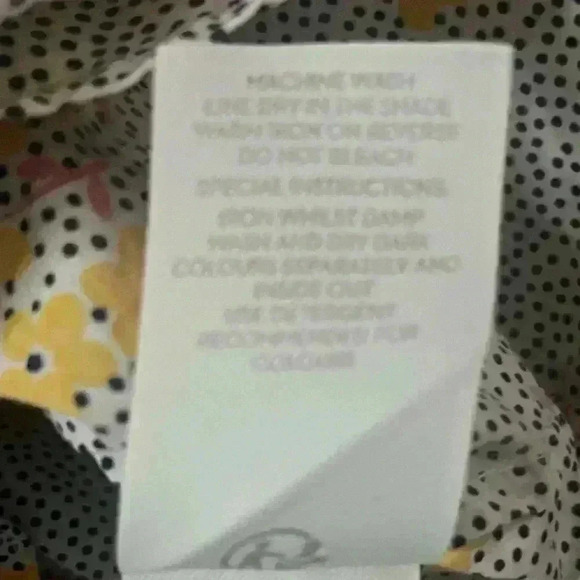 MACHINE WASH
LINE DRY IN THE SHADE
WARM IRON ON REVERSE
DO NOT BLEACH
SPECIAL INSTRUCTIONS
IRON WHILST DAMP
WASH AND DRY DARK
COLOURS SEPARATELY AND
INSIDE OUT
USE DETERGENT
RECOMMENDED FOR
COLOURS